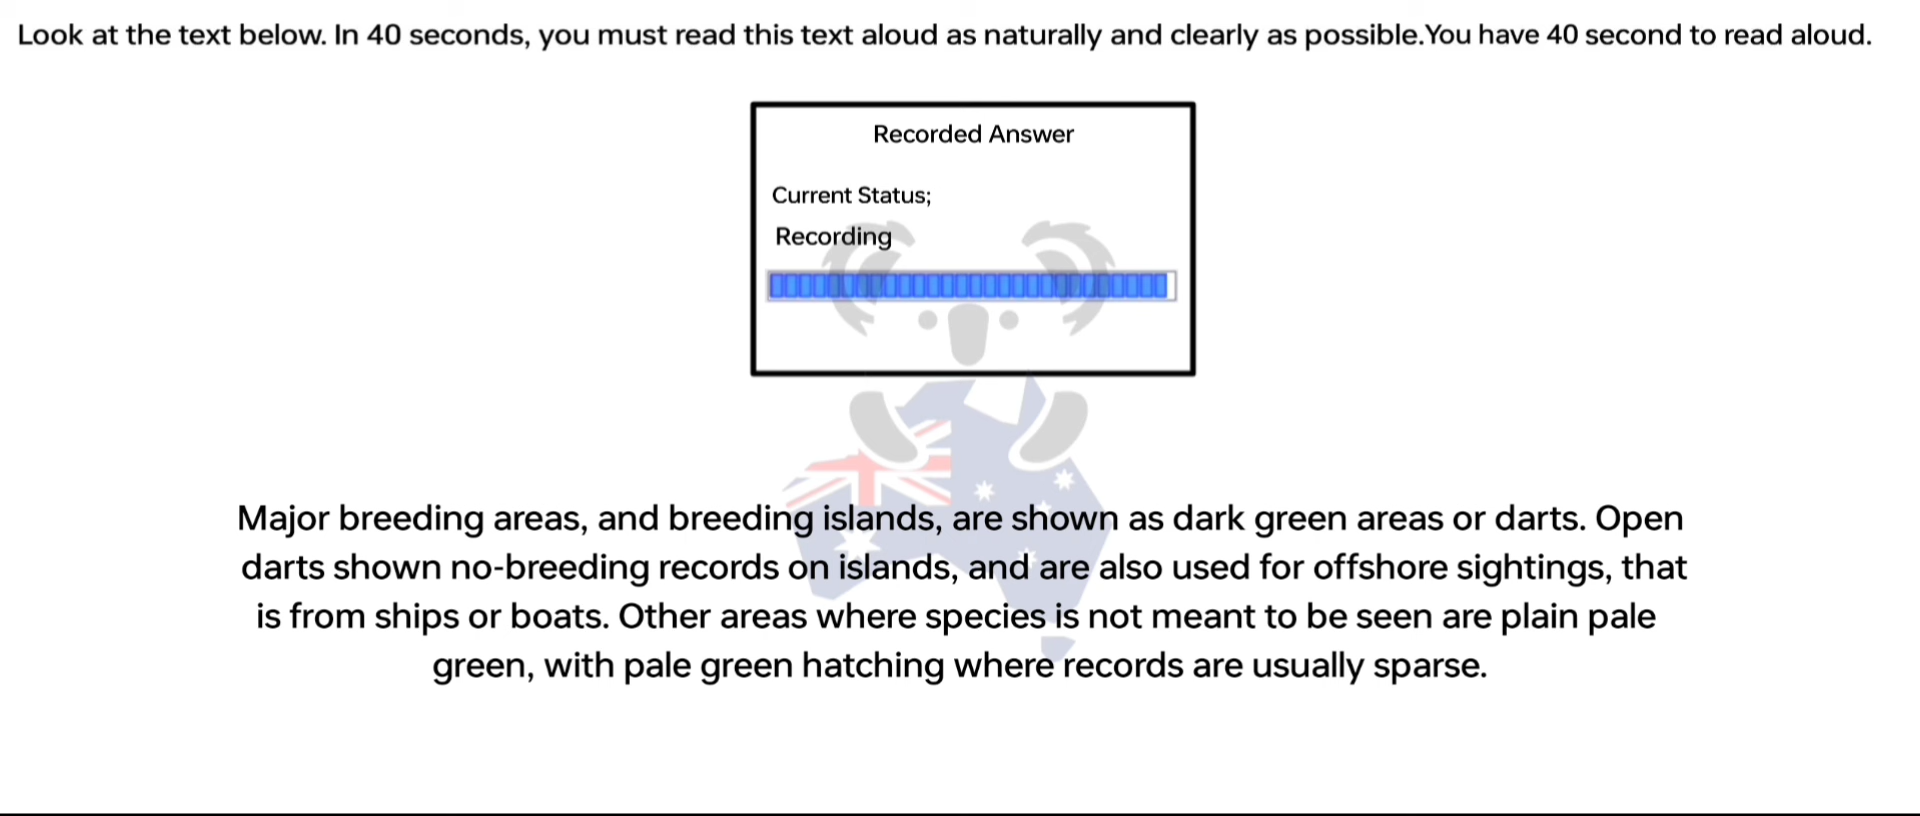 Look at the text below. In 40 seconds, you must read this text aloud as naturally and clearly as possible.You have 40 second to read aloud.
Recorded Answer
Current Status;
Recording
Major breeding areas, and breeding islands, are shown as dark green areas or darts. Open
darts shown no-breeding records on islands, and are also used for offshore sightings, that
is from ships or boats. Other areas where species is not meant to be seen are plain pale
green, with pale green hatching where records are usually sparse.